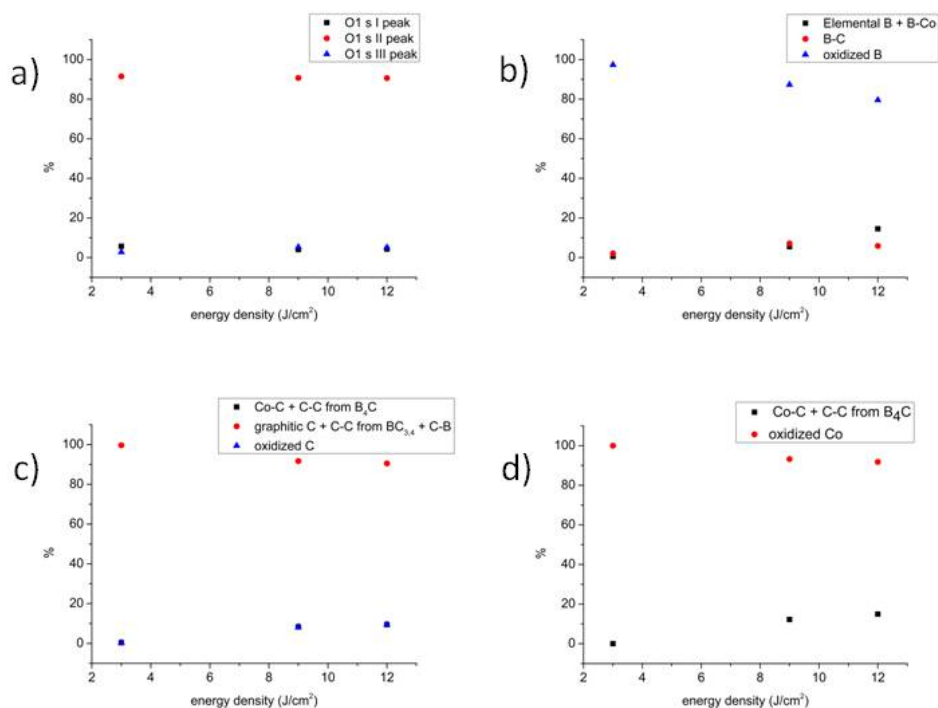 a)
O1 s I peak
O1 s II peak
O1 s III peak
100
80
60
40
20
0
%
2 4 6 8 10 12
energy density (J/cm²)
b)
Elemental B + B-Co
B-C
oxidized B
100
80
60
40
20
0
%
2 4 6 8 10 12
energy density (J/cm²)
c)
Co-C + C-C from B₄C
graphitic C + C-C from BC₃,₄ + C-B
oxidized C
100
80
60
40
20
0
%
2 4 6 8 10 12
energy density (J/cm²)
d)
Co-C + C-C from B₄C
oxidized Co
100
80
60
40
20
0
%
2 4 6 8 10 12
energy density (J/cm²)